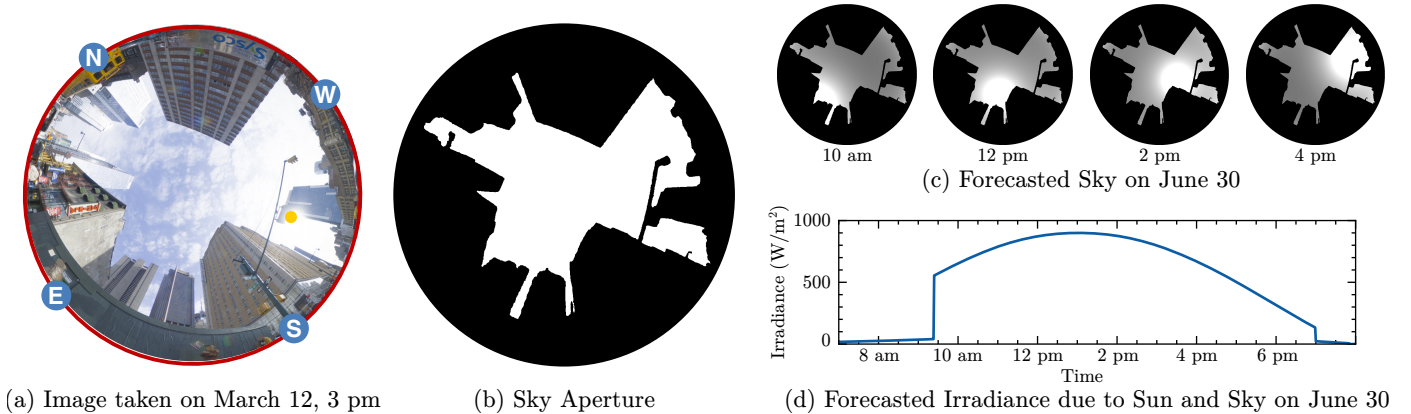 Sysco
N
W
E
S
(a) Image taken on March 12, 3 pm
(b) Sky Aperture
10 am 12 pm 2 pm 4 pm
(c) Forecasted Sky on June 30
Irradiance (W/m²)
1000
500
0
8 am 10 am 12 pm 2 pm 4 pm 6 pm
Time
(d) Forecasted Irradiance due to Sun and Sky on June 30